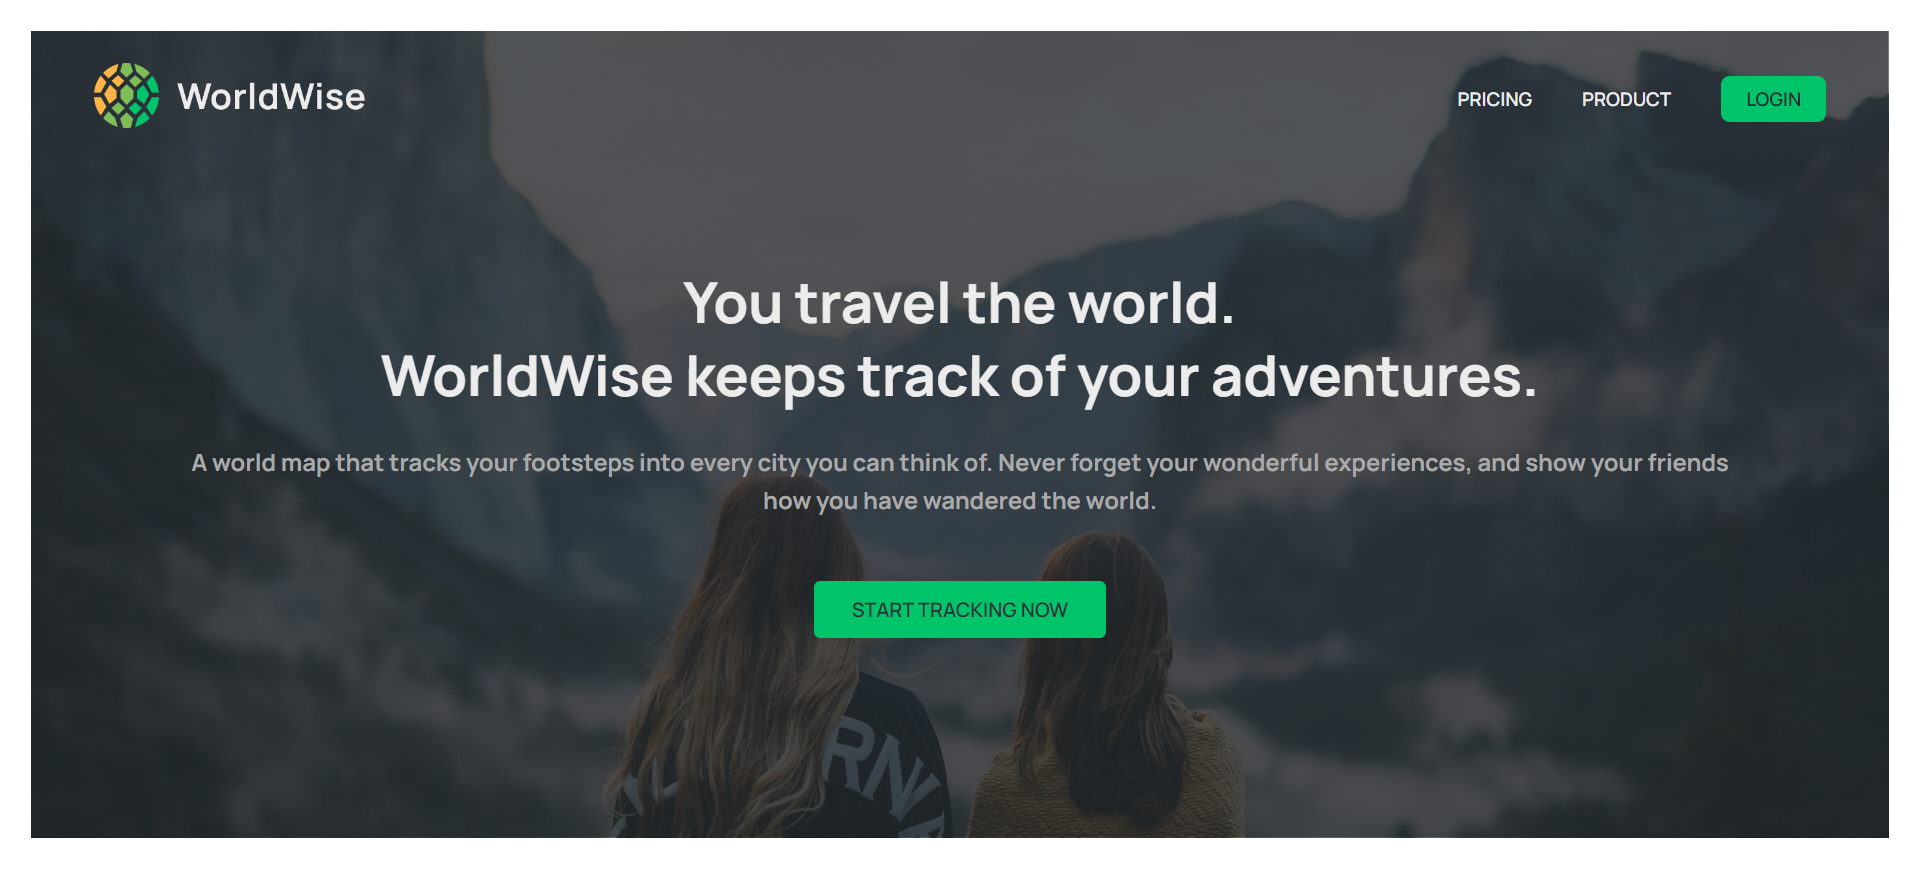 WorldWise
PRICING
PRODUCT
LOGIN
You travel the world.
WorldWise keeps track of your adventures.
A world map that tracks your footsteps into every city you can think of. Never forget your wonderful experiences, and show your friends
how you have wandered the world.
START TRACKING NOW